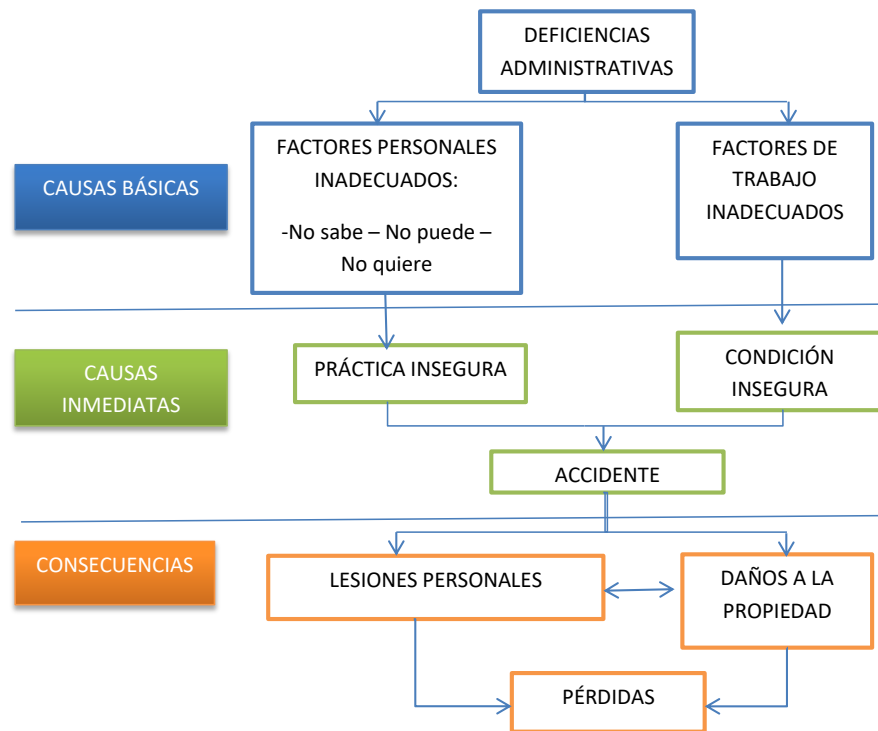 DEFICIENCIAS
ADMINISTRATIVAS
CAUSAS BÁSICAS
FACTORES PERSONALES
INADECUADOS:
-No sabe – No puede –
No quiere
FACTORES DE
TRABAJO
INADECUADOS
CAUSAS
INMEDIATAS
PRÁCTICA INSEGURA
CONDICIÓN
INSEGURA
ACCIDENTE
CONSECUENCIAS
LESIONES PERSONALES
DAÑOS A LA
PROPIEDAD
PÉRDIDAS